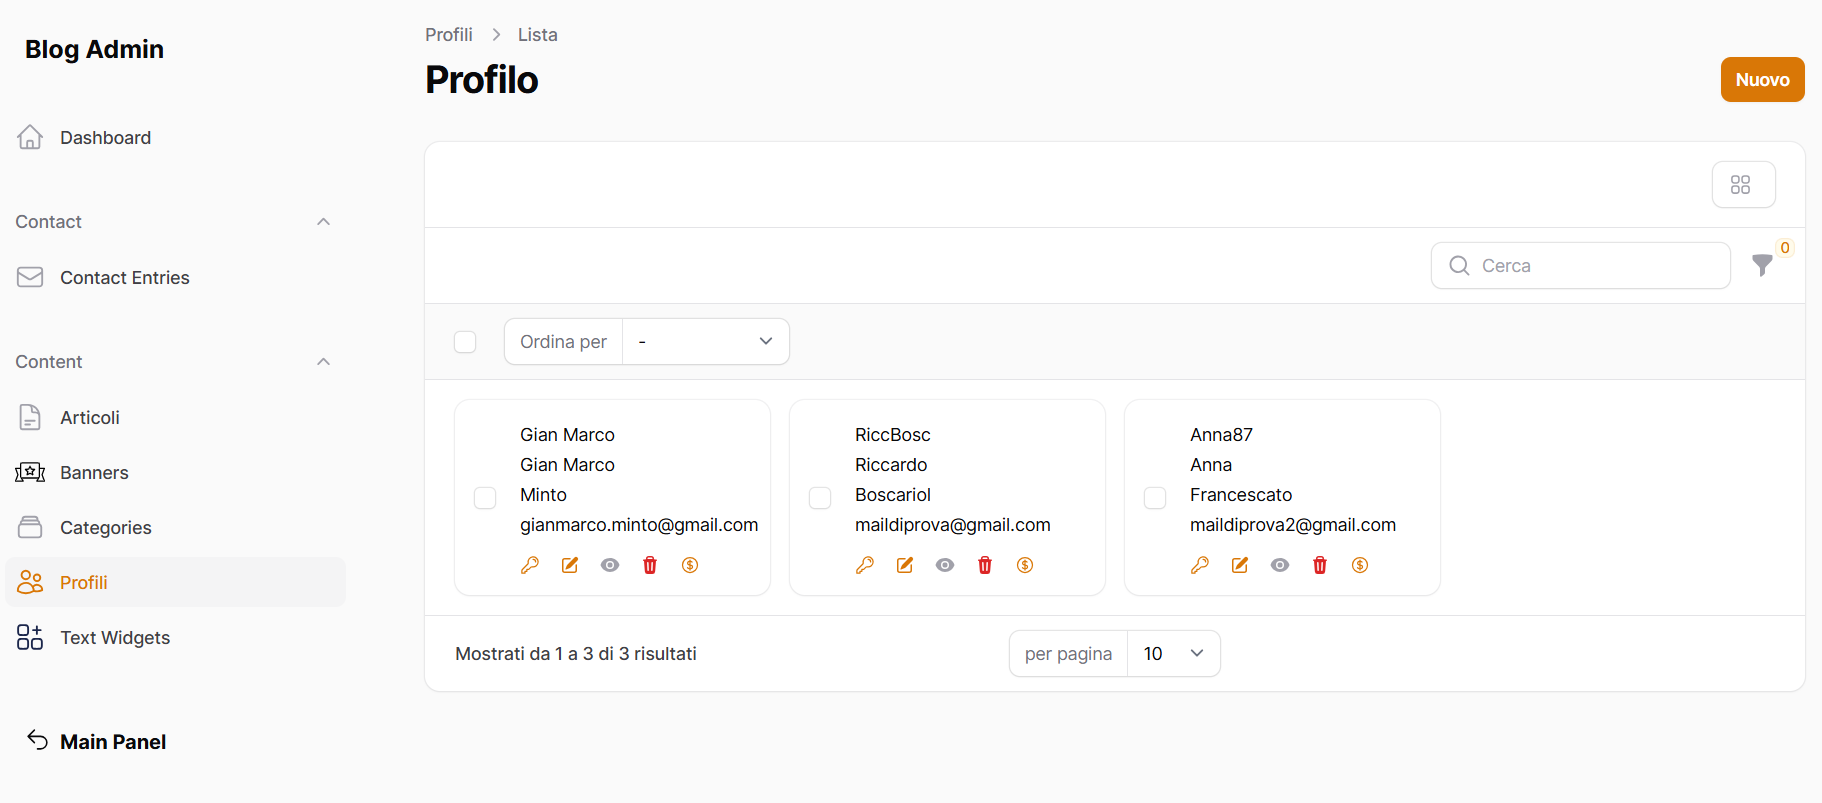 Blog Admin
Dashboard
Contact
Contact Entries
Content
Articoli
Banners
Categories
Profili
Text Widgets
Main Panel
Profili > Lista
Profilo
Nuovo
Cerca
0
Ordina per -
Gian Marco
Gian Marco
Minto
gianmarco.minto@gmail.com
RiccBosc
Riccardo
Boscariol
maildiprova@gmail.com
Anna87
Anna
Francescato
maildiprova2@gmail.com
Mostrati da 1 a 3 di 3 risultati
per pagina 10